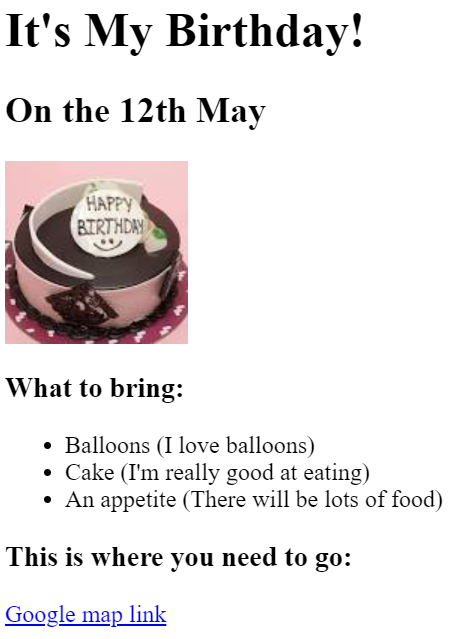 It's My Birthday!
On the 12th May
HAPPY
BIRTHDAY
What to bring:
Balloons (I love balloons)
Cake (I'm really good at eating)
An appetite (There will be lots of food)
This is where you need to go:
Google map link